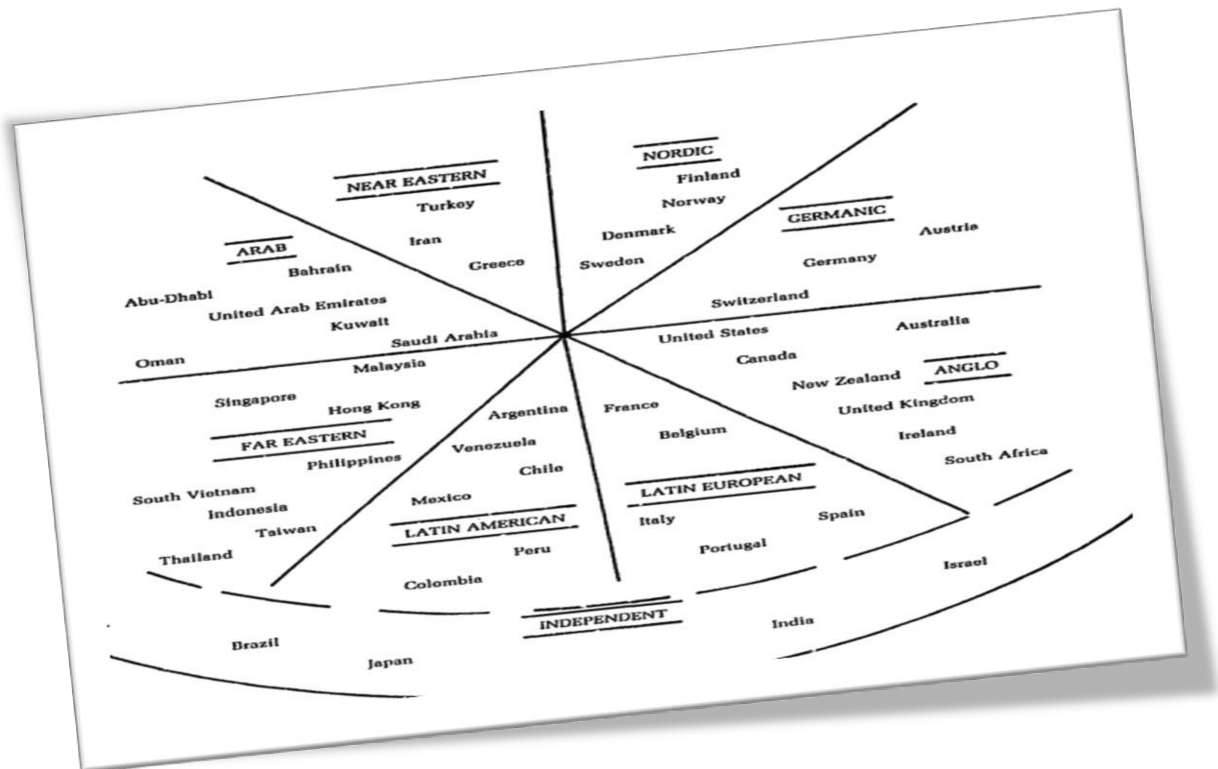 NORDIC
Finland
Norway
Denmark
Sweden
NEAR EASTERN
Turkey
Iran
Greece
GERMANIC
Austria
Germany
Switzerland
ARAB
Bahrain
Abu-Dhabi
United Arab Emirates
Kuwait
Saudi Arabia
Oman
United States
Australia
Canada
ANGLO
New Zealand
United Kingdom
Ireland
South Africa
Malaysia
Singapore
Hong Kong
FAR EASTERN
Philippines
South Vietnam
Indonesia
Taiwan
Thailand
Argentina
Venezuela
Chile
Mexico
LATIN AMERICAN
Peru
Colombia
France
Belgium
LATIN EUROPEAN
Italy
Spain
Portugal
INDEPENDENT
Israel
India
Brazil
Japan